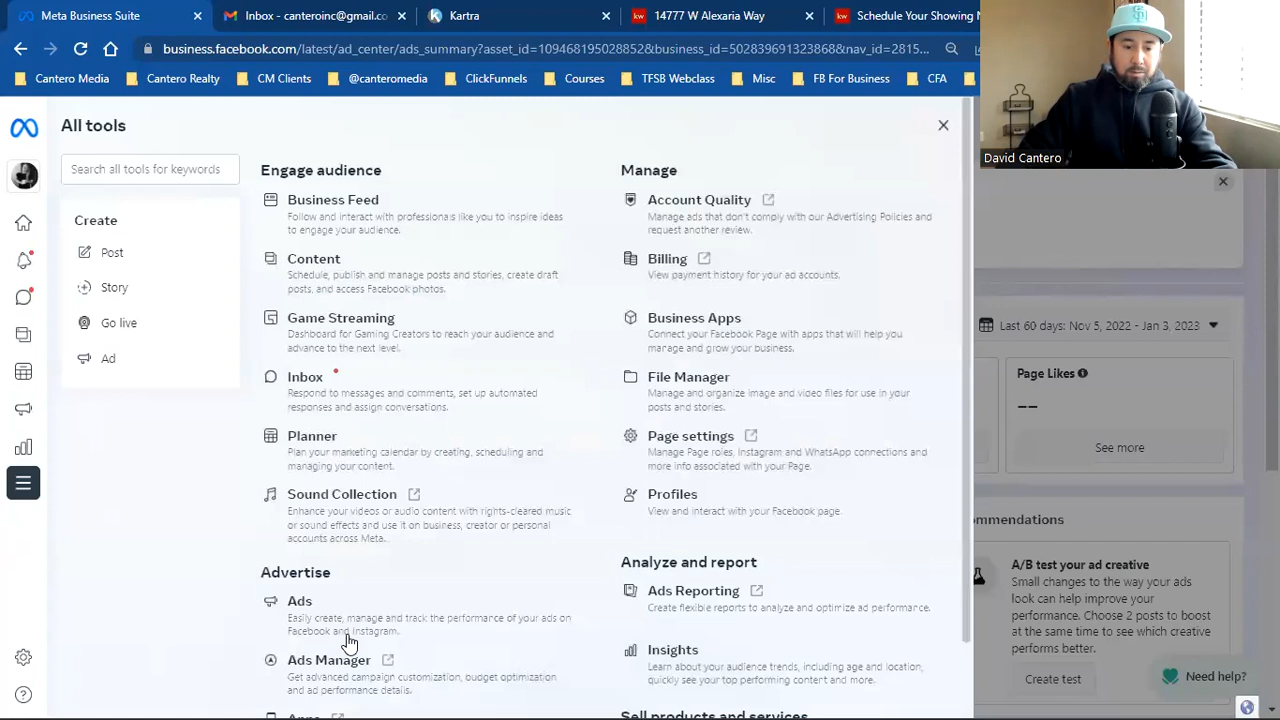 Meta Business Suite
Inbox - canteroinc@gmail.co
Kartra
14777 W Alexaria Way
Schedule Your Showing N
business.facebook.com/latest/ad_center/ads_summary?asset_id=109468195028852&business_id=502839691323868&nav_id=2815...
Cantero Media
Cantero Realty
CM Clients
@canteromedia
ClickFunnels
Courses
TFSB Webclass
Misc
FB For Business
CFA
David Cantero
All tools
Search all tools for keywords
Create
Post
Story
Go live
Ad
Engage audience
Business Feed
Follow and interact with professionals like you to inspire ideas
to engage your audience.
Content
Schedule, publish and manage posts and stories, create draft
posts, and access Facebook photos.
Game Streaming
Dashboard for Gaming Creators to reach your audience and
advance to the next level.
Inbox
Respond to messages and comments, set up automated
responses and assign conversations.
Planner
Plan your marketing calendar by creating, scheduling and
managing your content.
Sound Collection
Enhance your videos or audio content with rights-cleared music
or sound effects and use it on business, creator or personal
accounts across Meta.
Advertise
Ads
Easily create, manage and track the performance of your ads on
Facebook and Instagram.
Ads Manager
Get advanced campaign customization, budget optimization
and ad performance details.
Apps
Manage
Account Quality
Manage ads that don't comply with our Advertising Policies and
request another review.
Billing
View payment history for your ad accounts.
Business Apps
Connect your Facebook Page with apps that will help you
manage and grow your business.
File Manager
Manage and organize image and video files for use in your
posts and stories.
Page settings
Manage Page roles, Instagram and WhatsApp connections and
more info associated with your Page.
Profiles
View and interact with your Facebook page.
Analyze and report
Ads Reporting
Create flexible reports to analyze and optimize ad performance.
Insights
Learn about your audience trends, including age and location,
quickly see your top performing content and more.
Sell products and services
Last 60 days: Nov 5, 2022 - Jan 3, 2023
Page Likes
--
See more
mmendations
A/B test your ad creative
Small changes to the way your ads
look can help improve your
performance. Choose 2 posts to
boost at the same time to see
which creative performs better.
Create test
Need help?